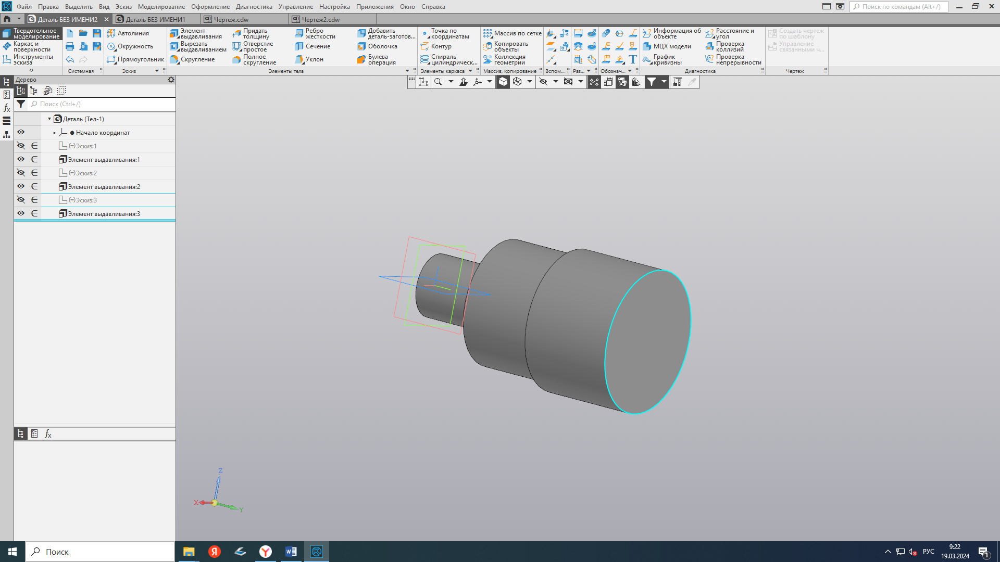 Файл Правка Выделить Вид Эскиз Моделирование Оформление Диагностика Управление Настройка Приложения Окно Справка
Поиск по командам (Alt+/)
Деталь БЕЗ ИМЕНИ2
Деталь БЕЗ ИМЕНИ1
Чертеж.cdw
Чертеж2.cdw
Твердотельное моделирование
Каркас и поверхности
Инструменты эскиза
Системная
Автолиния
Окружность
Прямоугольник
Эскиз
Элемент выдавливания
Вырезать выдавливанием
Скругление
Придать толщину
Отверстие простое
Полное скругление
Ребро жесткости
Сечение
Уклон
Добавить деталь-заготов...
Оболочка
Булева операция
Элементы тела
Точка по координатам
Контур
Спираль цилиндрическ...
Элементы каркаса
Массив по сетке
Копировать объекты
Коллекция геометрии
Массив, копирование
Вспом...
Раз...
Обознач...
Информация об объекте
МЦХ модели
График кривизны
Расстояние и угол
Проверка коллизий
Проверка непрерывности
Диагностика
Создать чертеж по шаблону
Управление связанными ч...
Чертеж
Дерево
Поиск (Ctrl+/)
Деталь (Тел-1)
Начало координат
(−)Эскиз:1
Элемент выдавливания:1
(−)Эскиз:2
Элемент выдавливания:2
(−)Эскиз:3
Элемент выдавливания:3
Z
X
Y
Поиск
РУС
9:22
19.03.2024
1